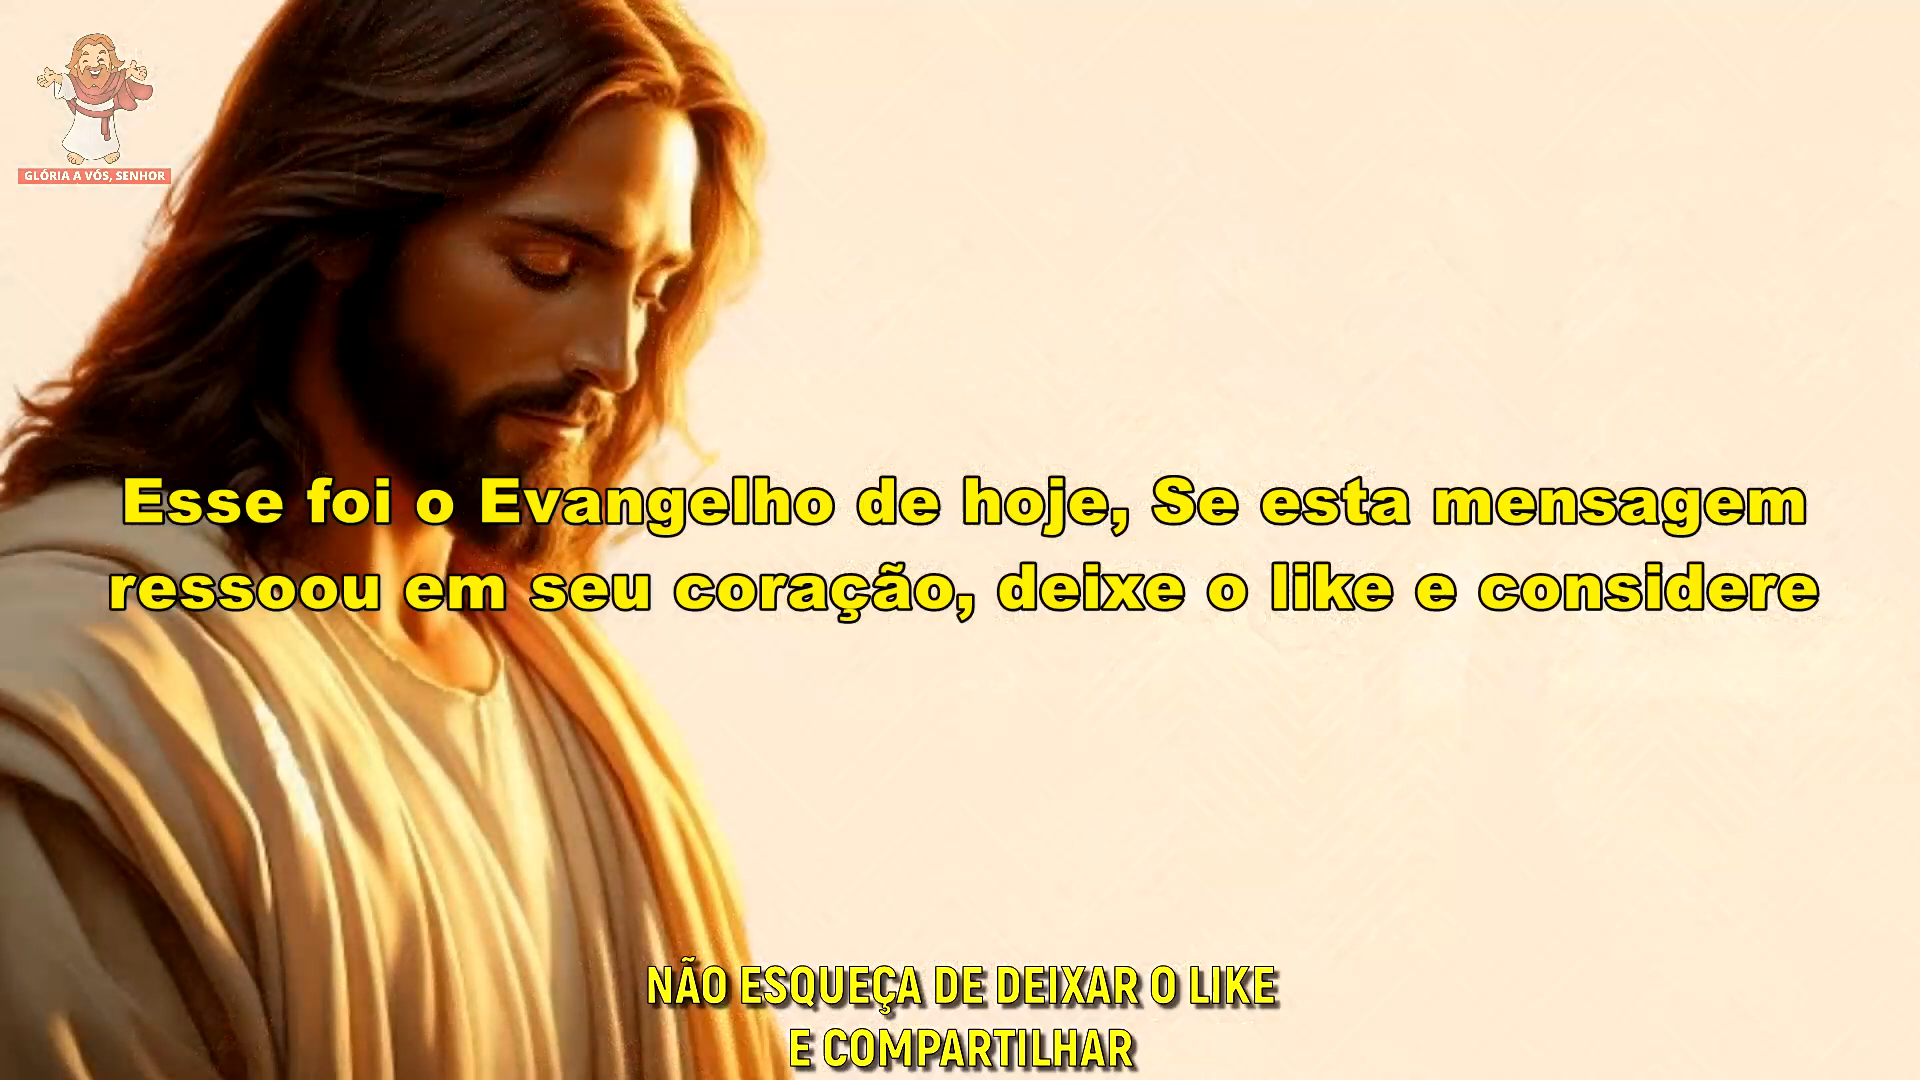 GLÓRIA A VÓS, SENHOR
Esse foi o Evangelho de hoje, Se esta mensagem
ressoou em seu coração, deixe o like e considere
NÃO ESQUEÇA DE DEIXAR O LIKE
E COMPARTILHAR